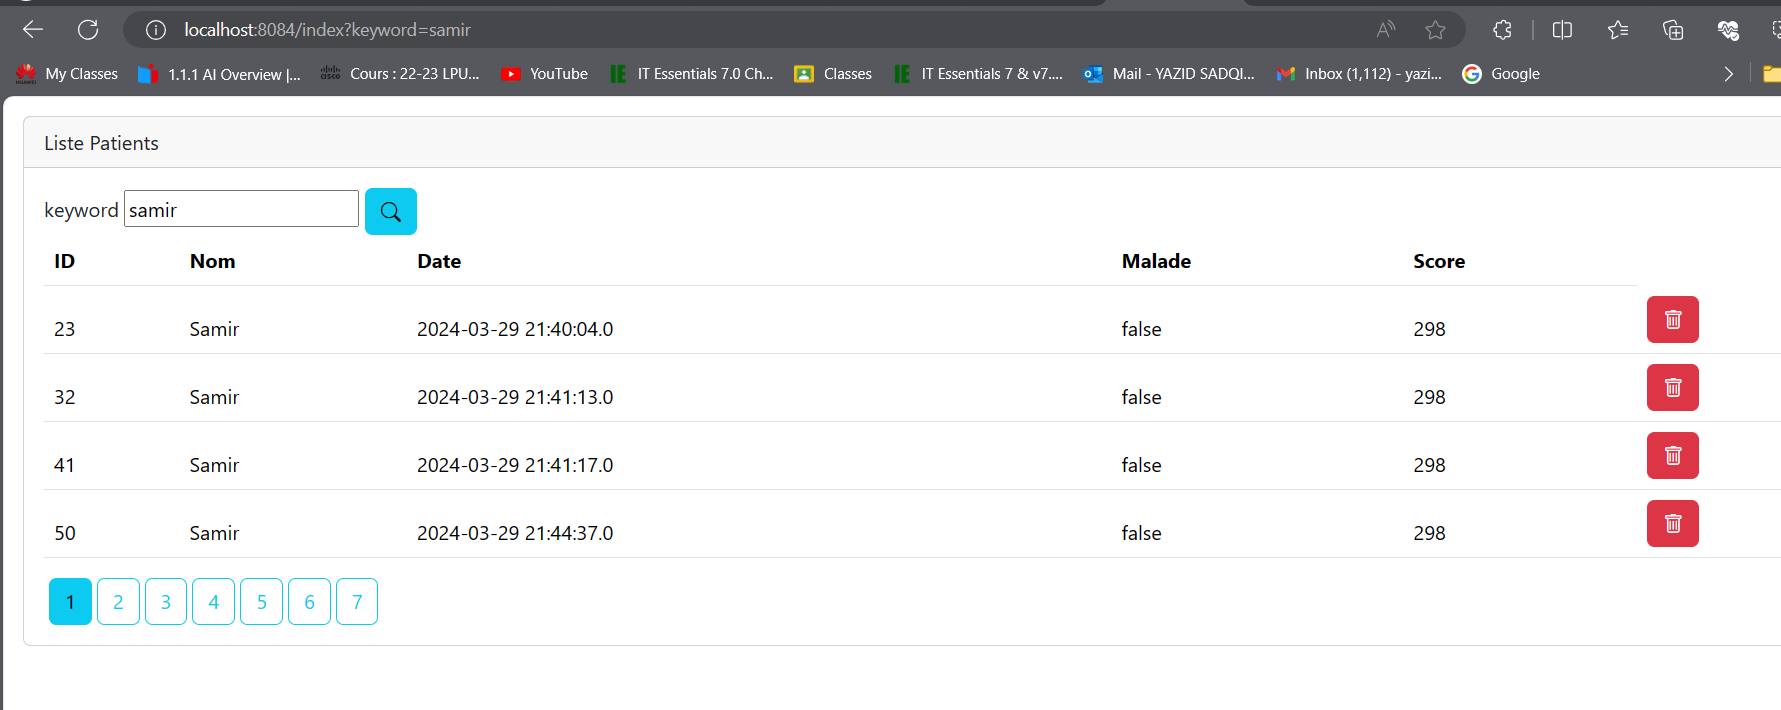 localhost:8084/index?keyword=samir
My Classes 1.1.1 AI Overview |... Cours : 22-23 LPU... YouTube IT Essentials 7.0 Ch... Classes IT Essentials 7 & v7.... Mail - YAZID SADQI... Inbox (1,112) - yazi... Google
Liste Patients
keyword samir
ID Nom Date Malade Score
23 Samir 2024-03-29 21:40:04.0 false 298
32 Samir 2024-03-29 21:41:13.0 false 298
41 Samir 2024-03-29 21:41:17.0 false 298
50 Samir 2024-03-29 21:44:37.0 false 298
1 2 3 4 5 6 7